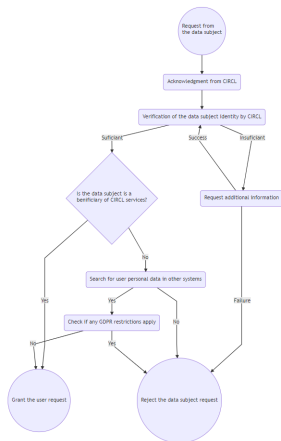 Request from
the data subject
Acknowledgment from CIRCL
Verification of the data subject identity by CIRCL
Sufficiant
Success
Insufficiant
Is the data subject is a
benificiary of CIRCL services?
Request additional information
No
Search for user personal data in other systems
Yes
Yes
No
Failure
Check if any GDPR restrictions apply
No
Yes
Grant the user request
Reject the data subject request